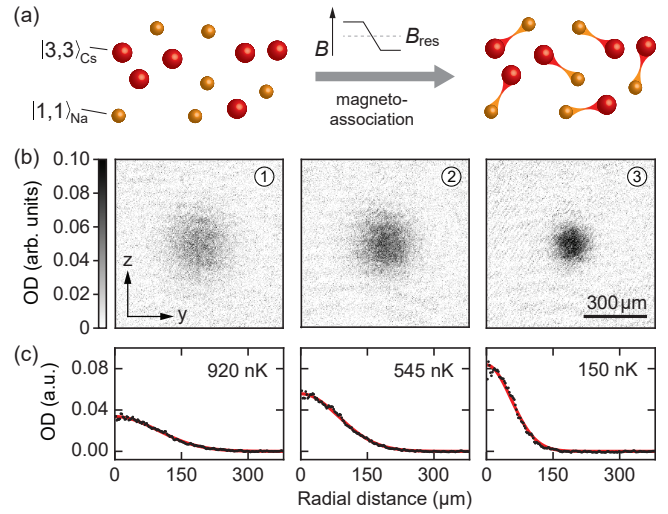 (a)
|3,3⟩Cs
|1,1⟩Na
B
Bres
magneto-
association
(b)
OD (arb. units)
0.10
0.08
0.06
0.04
0.02
0
1
2
3
z
y
300 µm
(c)
OD (a.u.)
0.08
0.04
0.00
920 nK
545 nK
150 nK
0 150 300
0 150 300
0 150 300
Radial distance (µm)